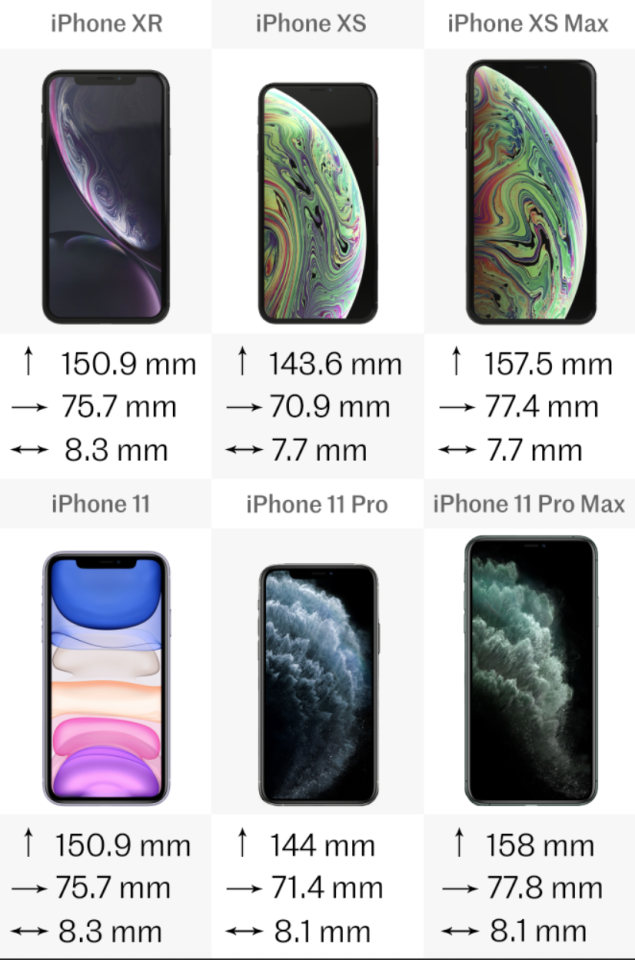 iPhone XR iPhone XS iPhone XS Max
↑ 150.9 mm ↑ 143.6 mm ↑ 157.5 mm
→ 75.7 mm → 70.9 mm → 77.4 mm
↔ 8.3 mm ↔ 7.7 mm ↔ 7.7 mm
iPhone 11 iPhone 11 Pro iPhone 11 Pro Max
↑ 150.9 mm ↑ 144 mm ↑ 158 mm
→ 75.7 mm → 71.4 mm → 77.8 mm
↔ 8.3 mm ↔ 8.1 mm ↔ 8.1 mm